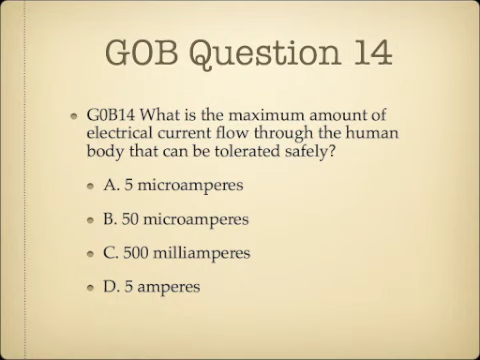 GOB Question 14
G0B14 What is the maximum amount of
electrical current flow through the human
body that can be tolerated safely?
A. 5 microamperes
B. 50 microamperes
C. 500 milliamperes
D. 5 amperes